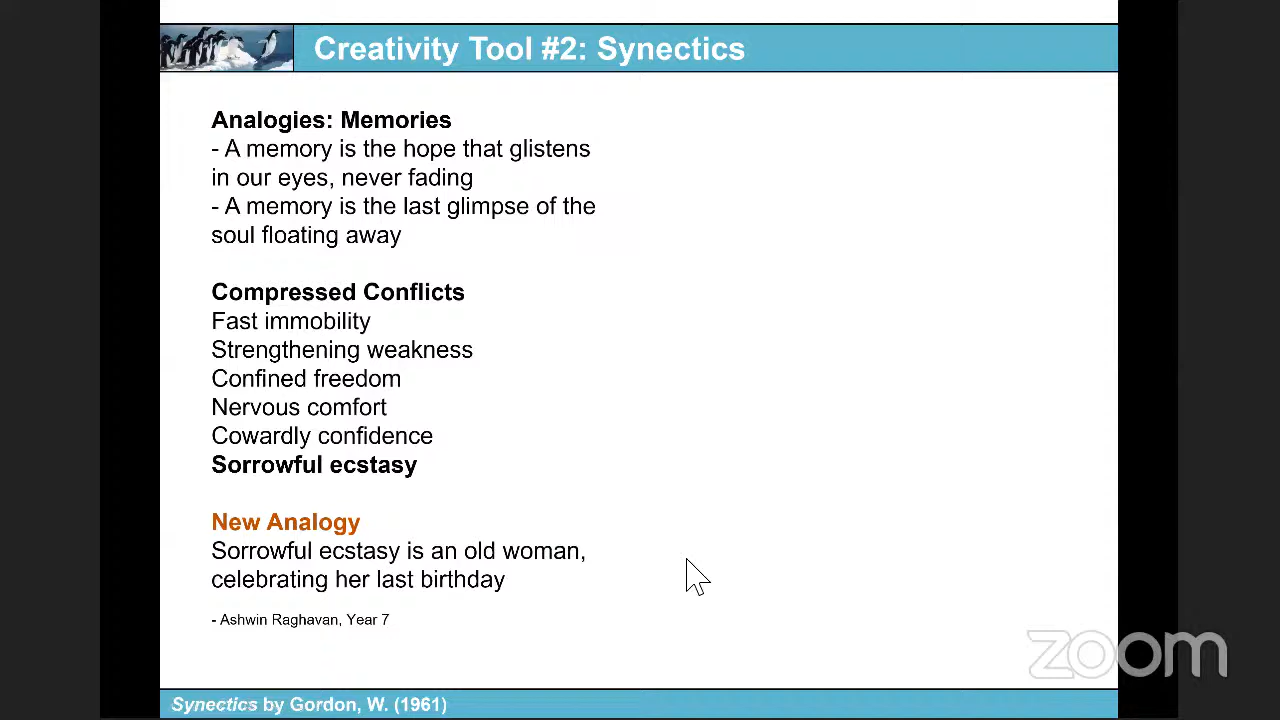 Creativity Tool #2: Synectics
Analogies: Memories
- A memory is the hope that glistens
in our eyes, never fading
- A memory is the last glimpse of the
soul floating away
Compressed Conflicts
Fast immobility
Strengthening weakness
Confined freedom
Nervous comfort
Cowardly confidence
Sorrowful ecstasy
New Analogy
Sorrowful ecstasy is an old woman,
celebrating her last birthday
- Ashwin Raghavan, Year 7
zoom
Synectics by Gordon, W. (1961)